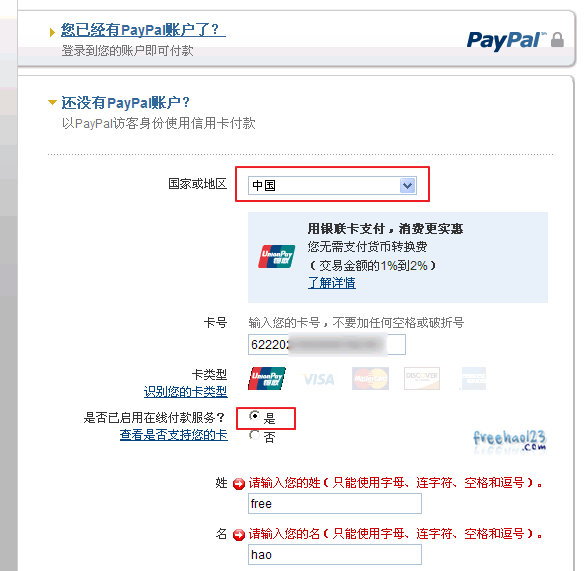 您已经有PayPal账户了？
登录到您的账户即可付款
PayPal™
还没有PayPal账户？
以PayPal访客身份使用信用卡付款
国家或地区
中国
用银联卡支付，消费更实惠
您无需支付货币转换费
（交易金额的1%到2%）
了解详情
UnionPay
银联
卡号
输入您的卡号，不要加任何空格或破折号
622202
卡类型
识别您的卡类型
UnionPay
银联
VISA
MasterCard
DISCOVER
是否已启用在线付款服务？
是
查看是否支持您的卡
否
freehao123
.com
姓
请输入您的姓（只能使用字母、连字符、空格和逗号）。
free
名
请输入您的名（只能使用字母、连字符、空格和逗号）。
hao